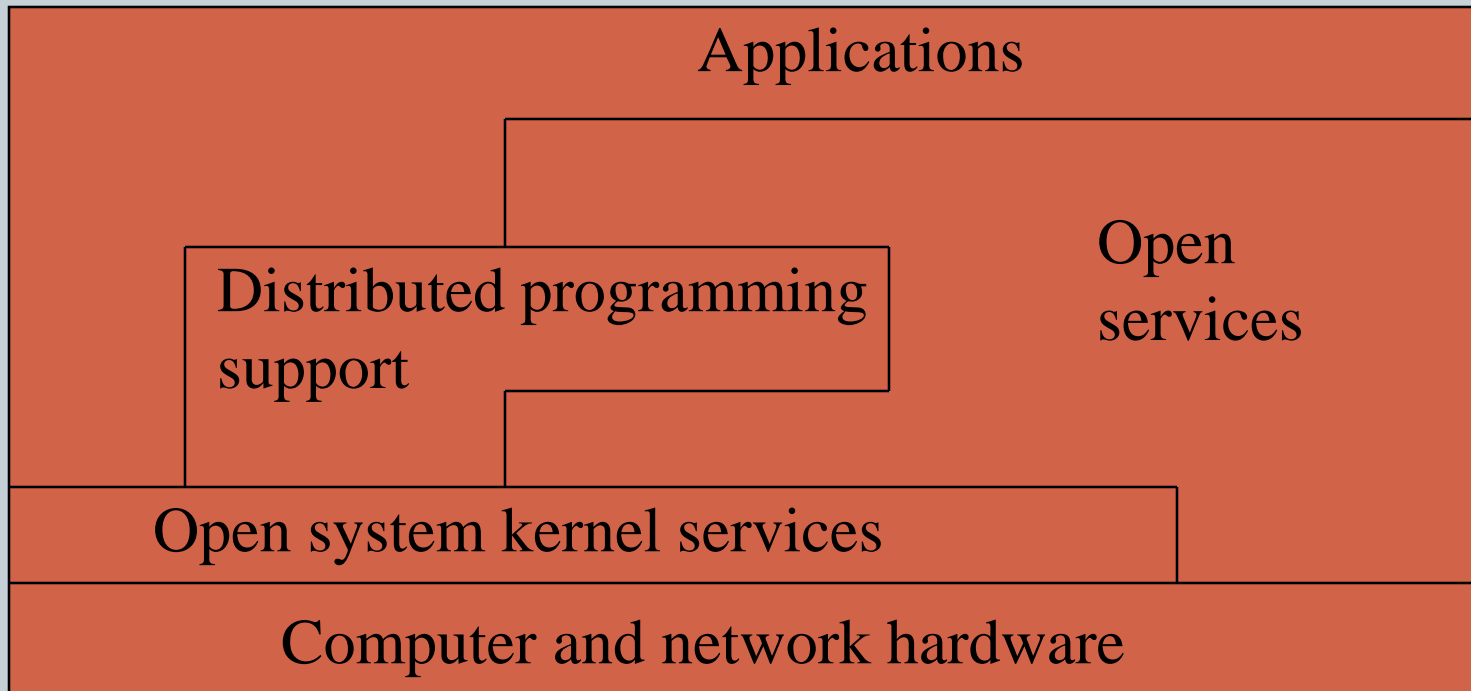 Applications
Open
services
Distributed programming
support
Open system kernel services
Computer and network hardware